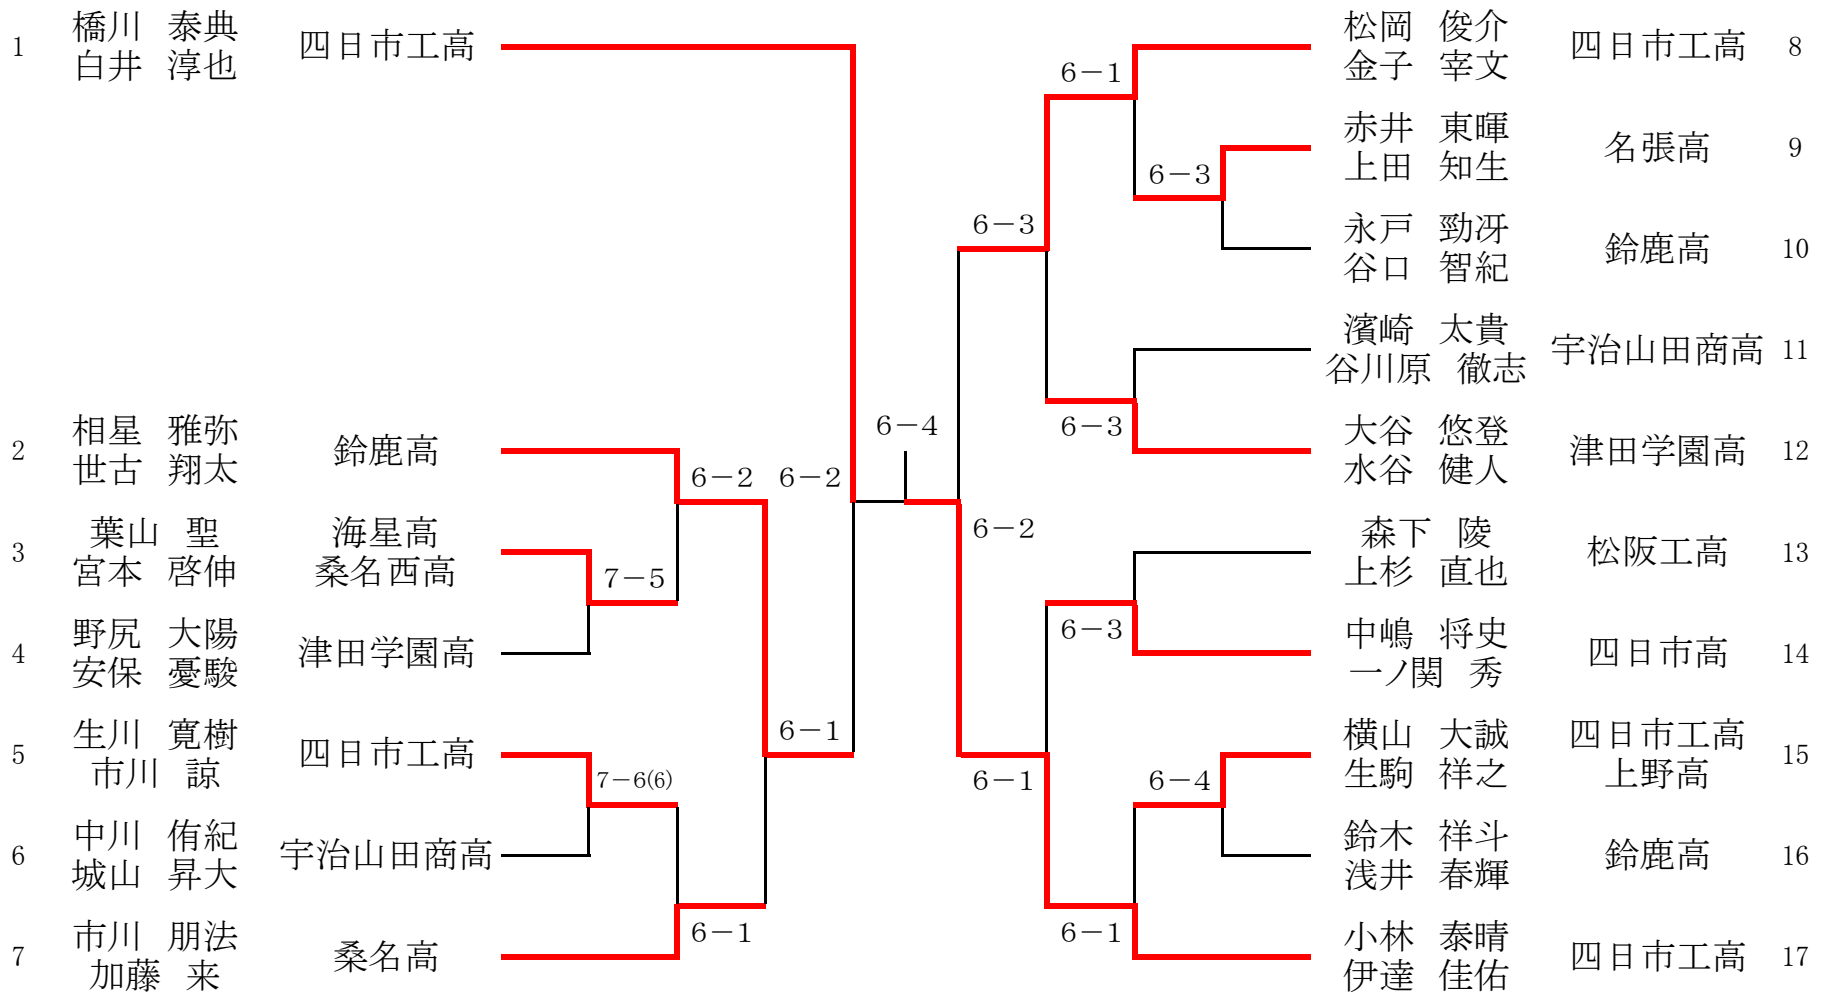 1 橋川 泰典 四日市工高
白井 淳也
2 相星 雅弥 鈴鹿高
世古 翔太
3 葉山 聖 海星高
宮本 啓伸 桑名西高
4 野尻 大陽 津田学園高
安保 憂駿
5 生川 寛樹 四日市工高
市川 諒
6 中川 侑紀 宇治山田商高
城山 昇大
7 市川 朋法 桑名高
加藤 来
6-2
6-2
7-5
6-1
7-6(6)
6-1
6-4
6-1
6-3
6-3
6-3
6-2
6-3
6-1
6-4
6-1
松岡 俊介 四日市工高 8
金子 宰文
赤井 東暉 名張高 9
上田 知生
永戸 勁冴 鈴鹿高 10
谷口 智紀
濱崎 太貴 宇治山田商高 11
谷川原 徹志
大谷 悠登 津田学園高 12
水谷 健人
森下 陵 松阪工高 13
上杉 直也
中嶋 将史 四日市高 14
一ノ関 秀
横山 大誠 四日市工高 15
生駒 祥之 上野高
鈴木 祥斗 鈴鹿高 16
浅井 春輝
小林 泰晴 四日市工高 17
伊達 佳佑